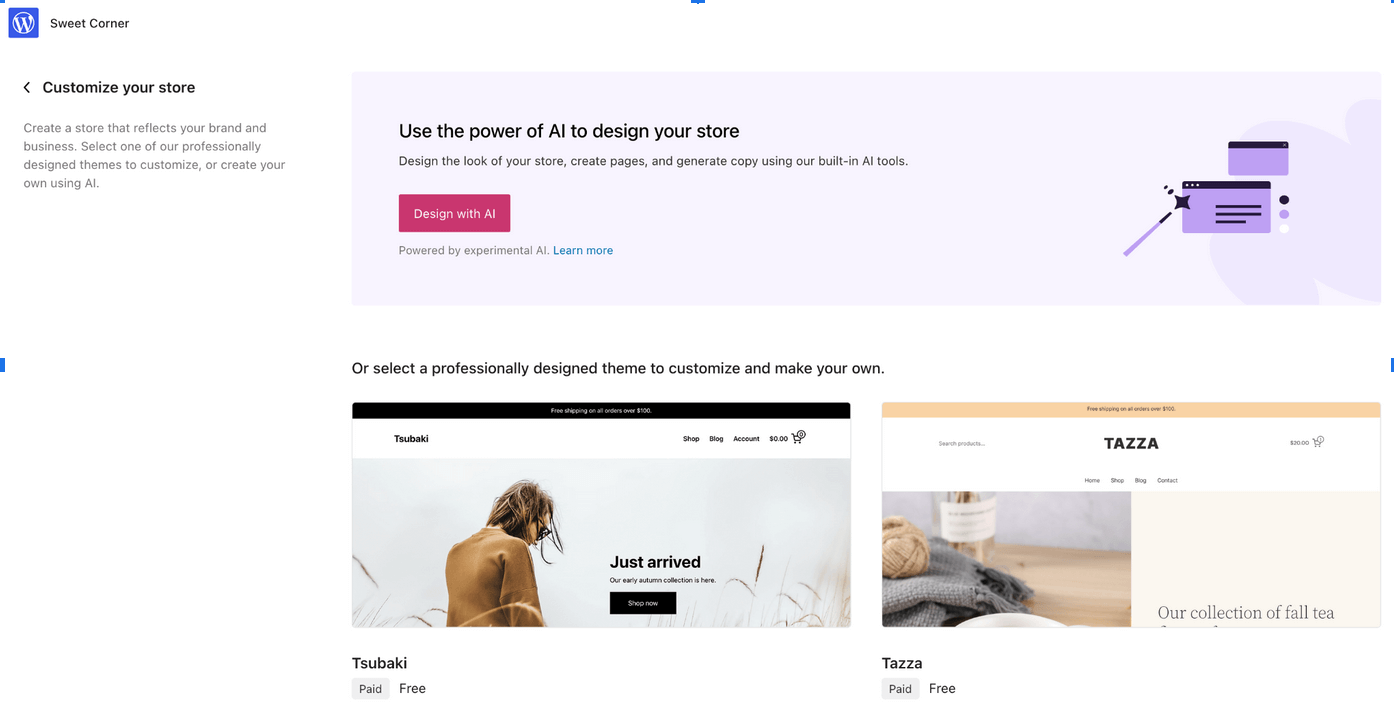 Sweet Corner
Customize your store
Create a store that reflects your brand and
business. Select one of our professionally
designed themes to customize, or create your
own using AI.
Use the power of AI to design your store
Design the look of your store, create pages, and generate copy using our built-in AI tools.
Design with AI
Powered by experimental AI. Learn more
Or select a professionally designed theme to customize and make your own.
Free shipping on all orders over $100.
Tsubaki
Shop Blog Account $0.00 0
Just arrived
Our early autumn collection is here.
Shop now
Tsubaki
Paid Free
Free shipping on all orders over $100.
Search products...
TAZZA
$20.00
Home Shop Blog Contact
Our collection of fall tea
Tazza
Paid Free